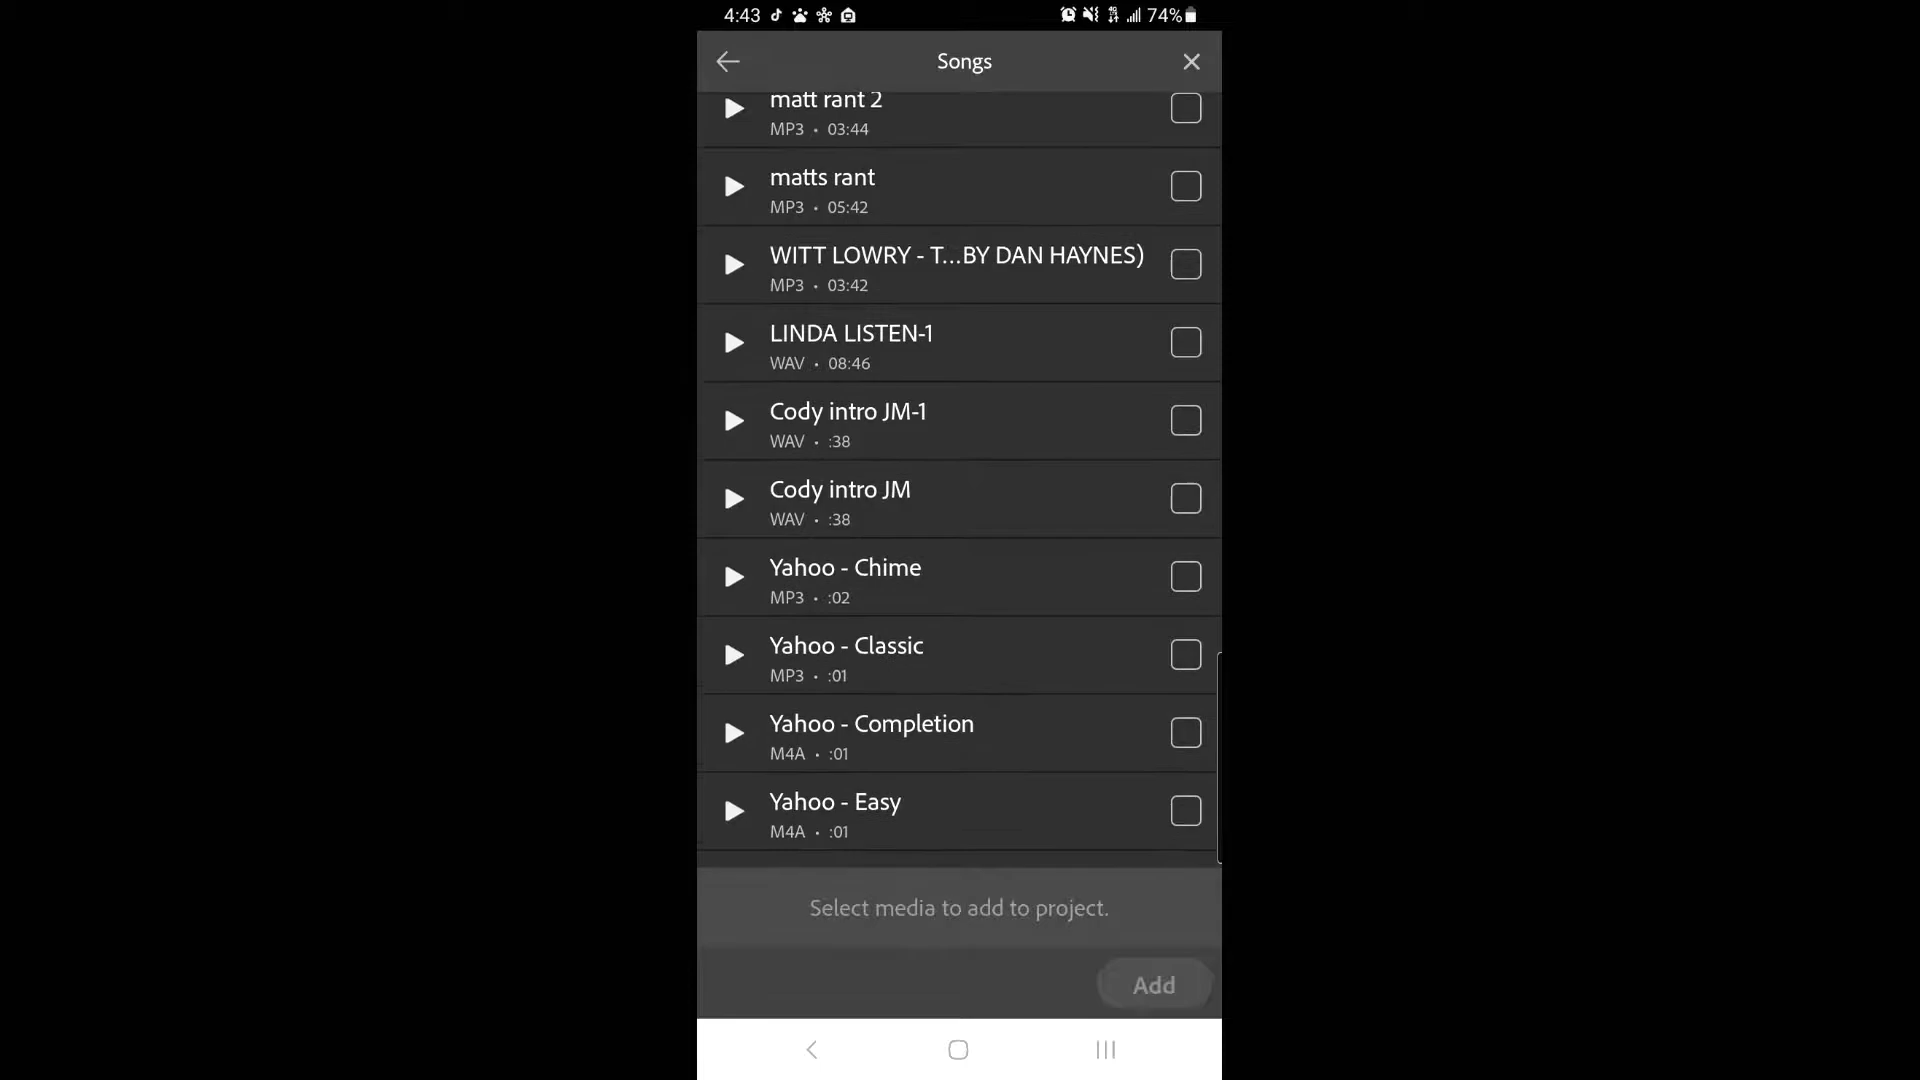 4:43 74%
Songs
matt rant 2
MP3 • 03:44
matts rant
MP3 • 05:42
WITT LOWRY - T...BY DAN HAYNES)
MP3 • 03:42
LINDA LISTEN-1
WAV • 08:46
Cody intro JM-1
WAV • :38
Cody intro JM
WAV • :38
Yahoo - Chime
MP3 • :02
Yahoo - Classic
MP3 • :01
Yahoo - Completion
M4A • :01
Yahoo - Easy
M4A • :01
Select media to add to project.
Add